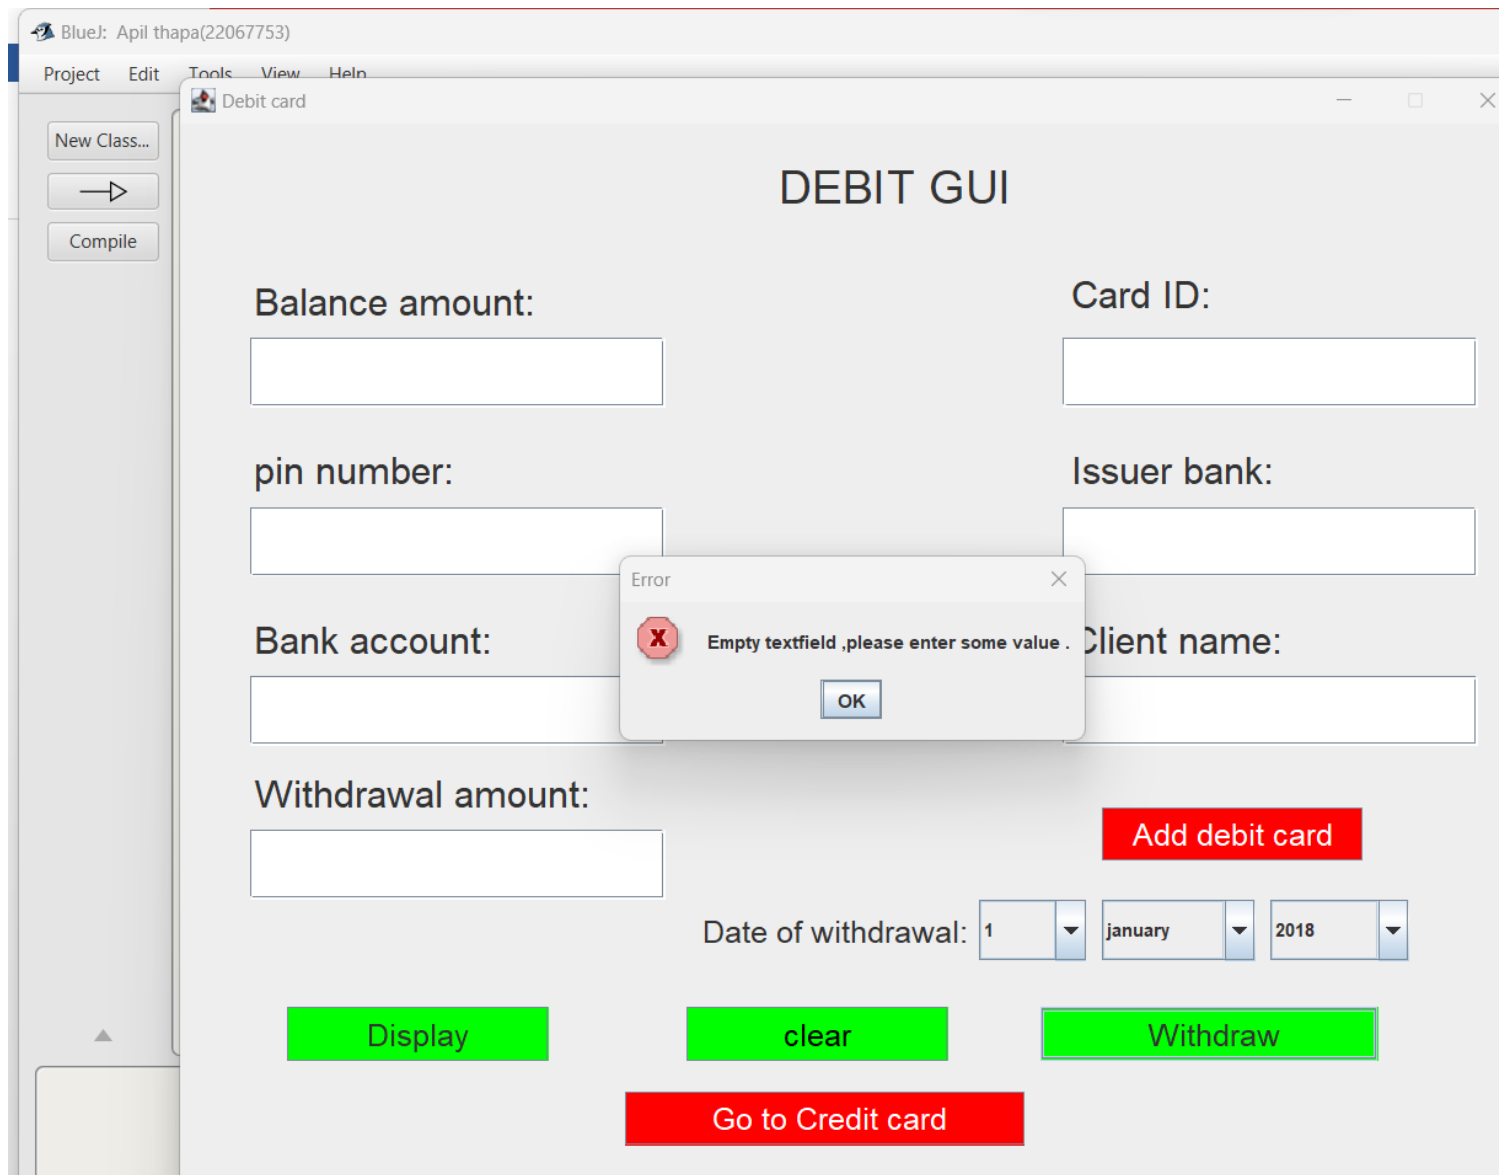 BlueJ: Apil thapa(22067753)
Project Edit Tools View Help
Debit card
New Class...
Compile
DEBIT GUI
Balance amount:
Card ID:
pin number:
Issuer bank:
Error
Empty textfield ,please enter some value .
OK
Bank account:
Client name:
Withdrawal amount:
Add debit card
Date of withdrawal: 1 january 2018
Display clear Withdraw
Go to Credit card